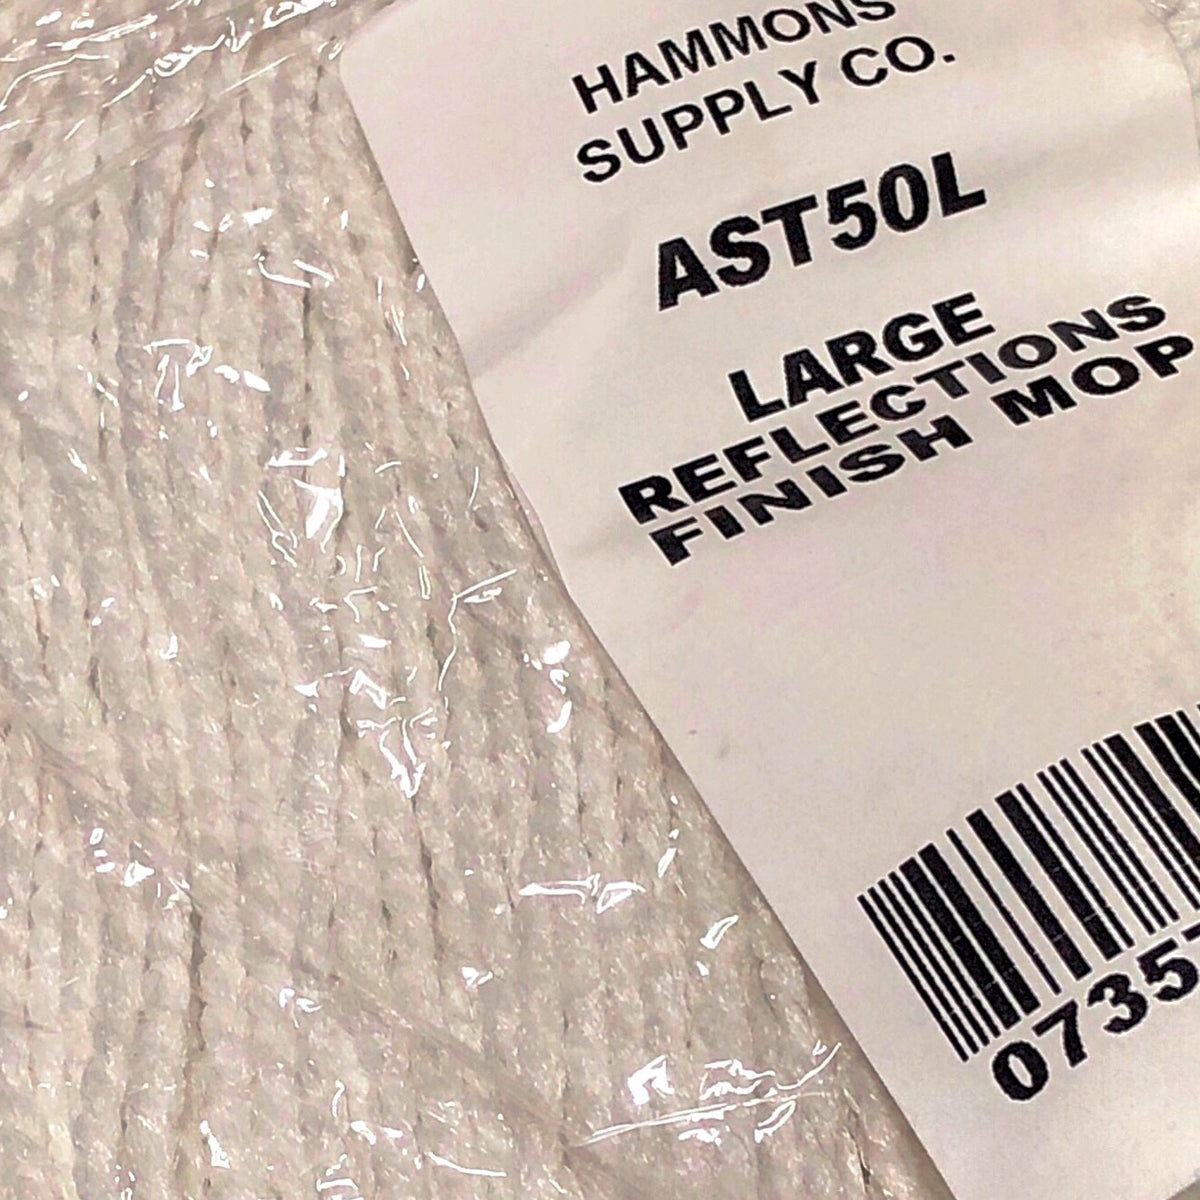 HAMMONS
SUPPLY CO.
AST50L
LARGE
REFLECTIONS
FINISH MOP
0735